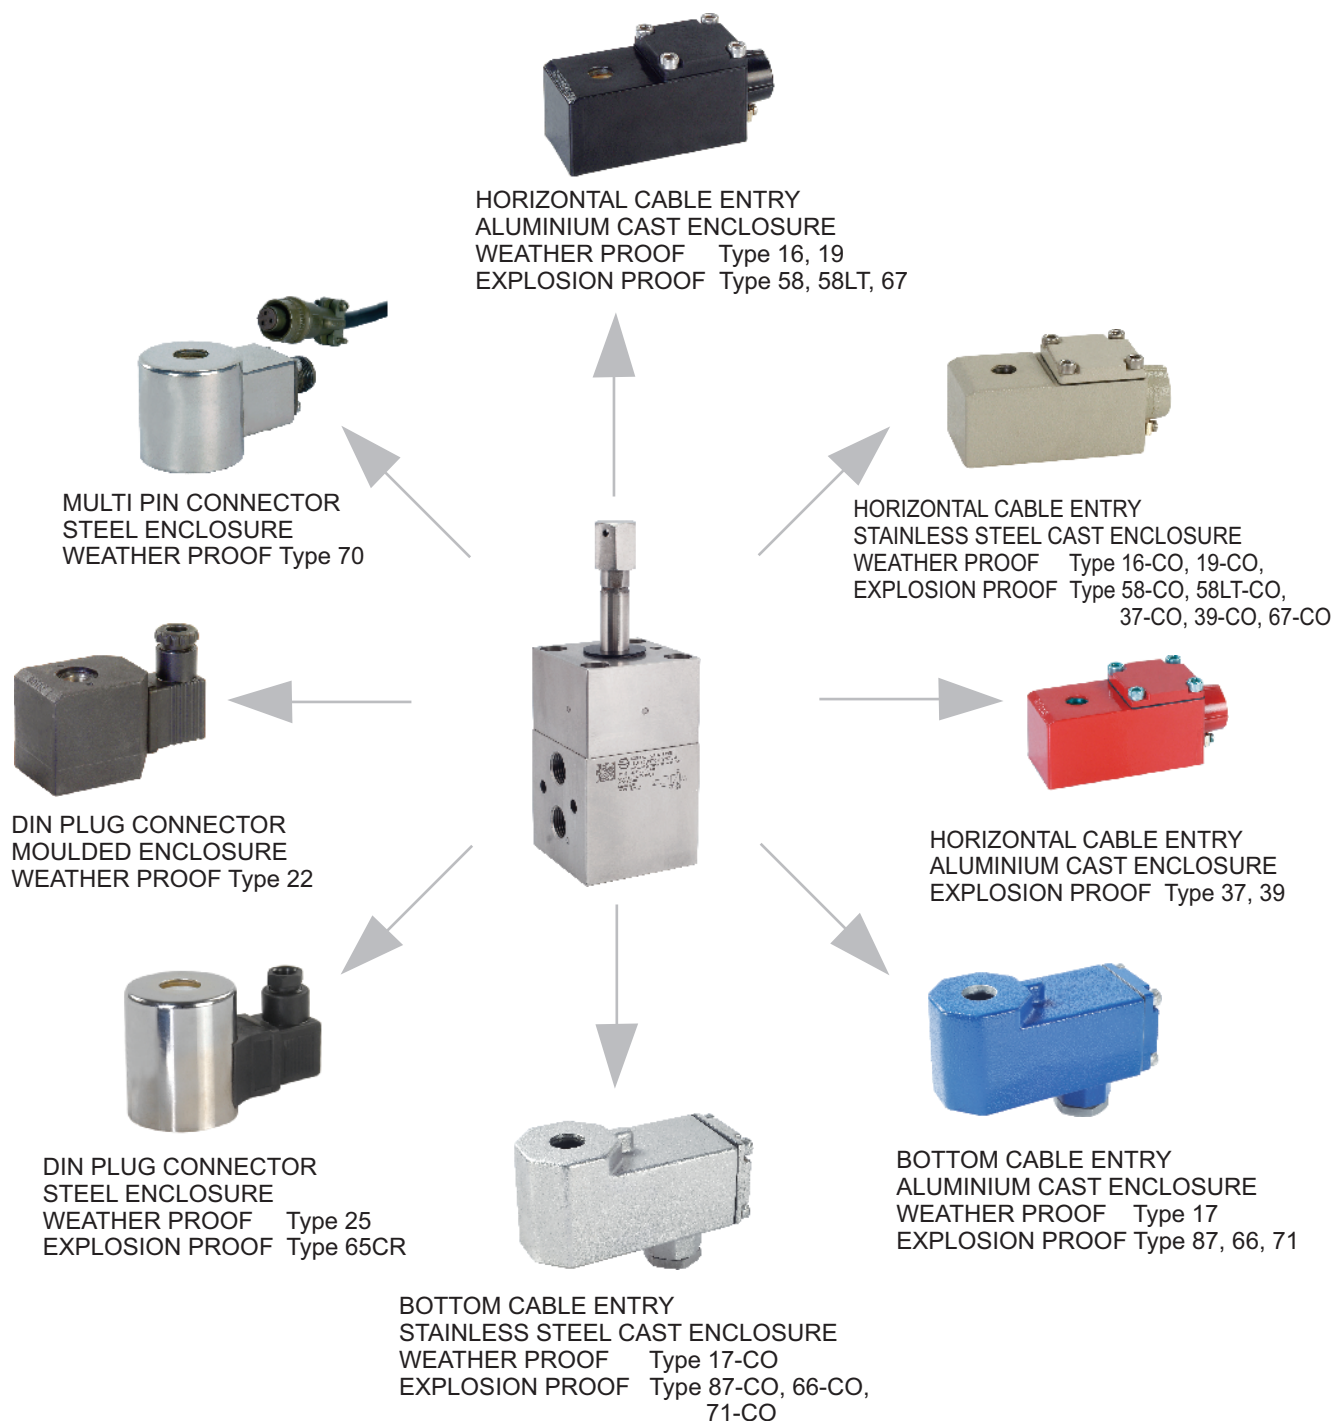 HORIZONTAL CABLE ENTRY
ALUMINIUM CAST ENCLOSURE
WEATHER PROOF Type 16, 19
EXPLOSION PROOF Type 58, 58LT, 67
MULTI PIN CONNECTOR
STEEL ENCLOSURE
WEATHER PROOF Type 70
HORIZONTAL CABLE ENTRY
STAINLESS STEEL CAST ENCLOSURE
WEATHER PROOF Type 16-CO, 19-CO,
EXPLOSION PROOF Type 58-CO, 58LT-CO,
37-CO, 39-CO, 67-CO
DIN PLUG CONNECTOR
MOULDED ENCLOSURE
WEATHER PROOF Type 22
HORIZONTAL CABLE ENTRY
ALUMINIUM CAST ENCLOSURE
EXPLOSION PROOF Type 37, 39
DIN PLUG CONNECTOR
STEEL ENCLOSURE
WEATHER PROOF Type 25
EXPLOSION PROOF Type 65CR
BOTTOM CABLE ENTRY
ALUMINIUM CAST ENCLOSURE
WEATHER PROOF Type 17
EXPLOSION PROOF Type 87, 66, 71
BOTTOM CABLE ENTRY
STAINLESS STEEL CAST ENCLOSURE
WEATHER PROOF Type 17-CO
EXPLOSION PROOF Type 87-CO, 66-CO,
71-CO